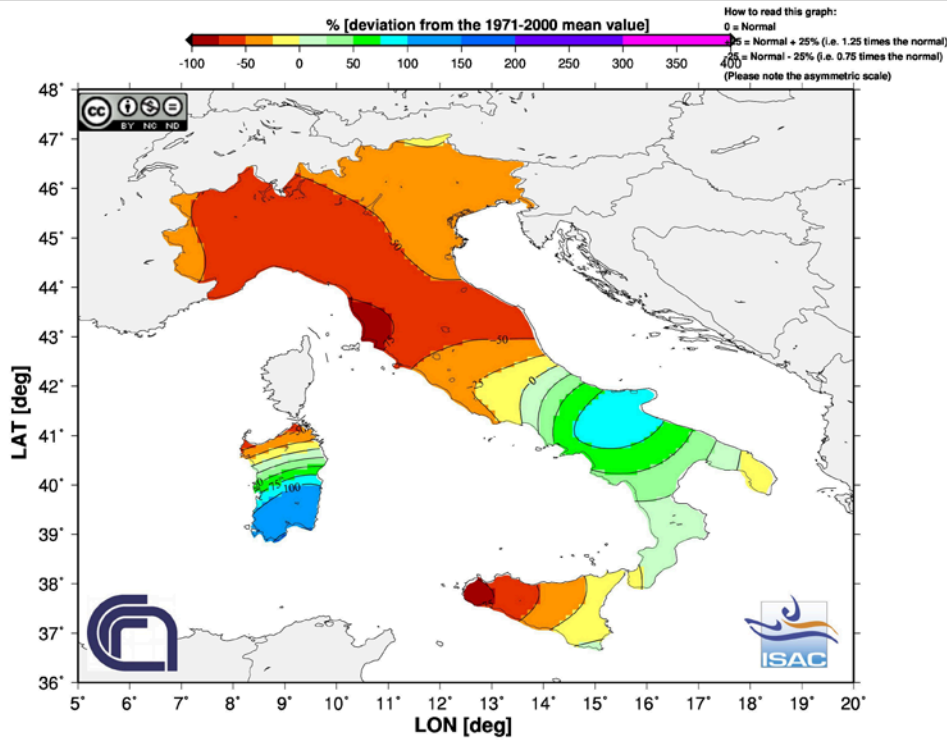 How to read this graph:
% [deviation from the 1971-2000 mean value]
0 = Normal
= Normal + 25% (i.e. 1.25 times the normal)
= Normal - 25% (i.e. 0.75 times the normal)
(Please note the asymmetric scale)
-100 -50 0 50 100 150 200 250 300 350 400
cc BY NC ND
48°
47°
46°
45°
44°
43°
42°
41°
40°
39°
38°
37°
36°
LAT [deg]
-50
-25
0
75
100
ISAC
5° 6° 7° 8° 9° 10° 11° 12° 13° 14° 15° 16° 17° 18° 19° 20°
LON [deg]